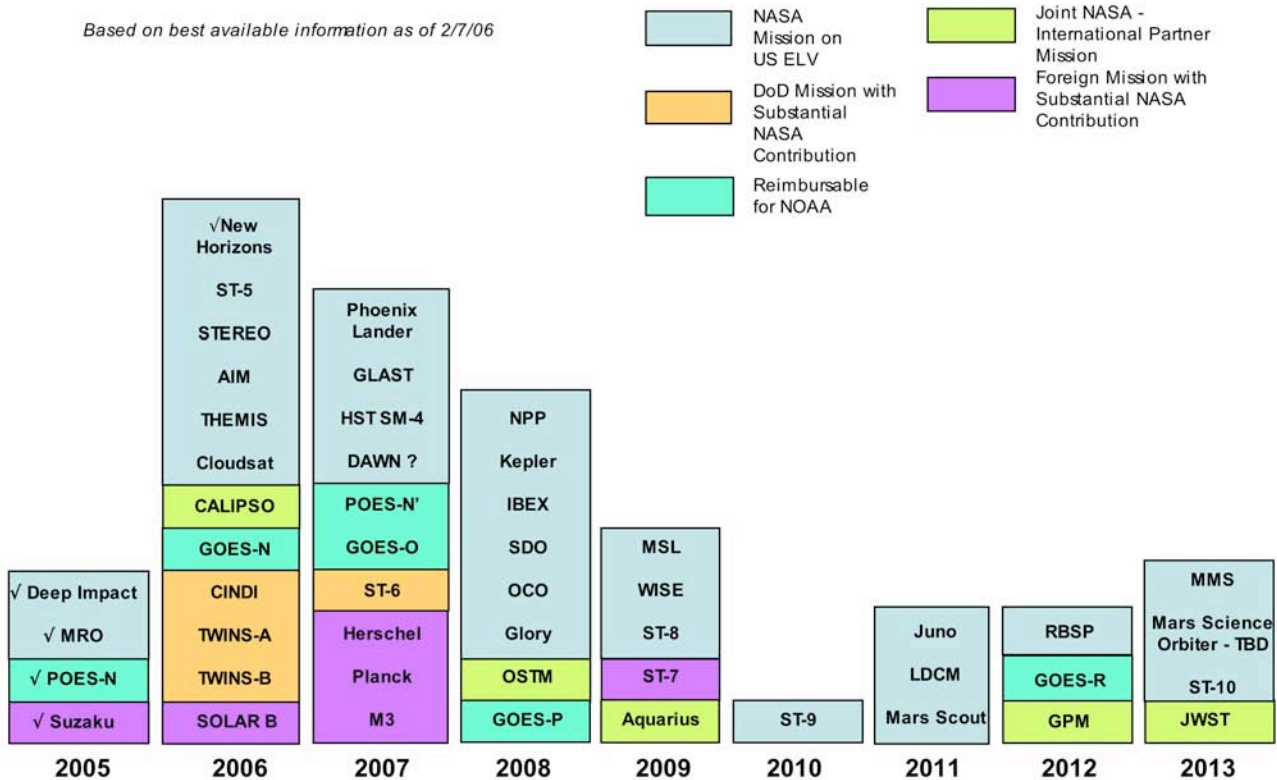 Based on best available information as of 2/7/06
NASA
Mission on
US ELV
DoD Mission with
Substantial
NASA
Contribution
Reimbursable
for NOAA
Joint NASA -
International Partner
Mission
Foreign Mission with
Substantial NASA
Contribution
√ Deep Impact
√ MRO
√ POES-N
√ Suzaku
2005
√New
Horizons
ST-5
STEREO
AIM
THEMIS
Cloudsat
CALIPSO
GOES-N
CINDI
TWINS-A
TWINS-B
SOLAR B
2006
Phoenix
Lander
GLAST
HST SM-4
DAWN ?
POES-N’
GOES-O
ST-6
Herschel
Planck
M3
2007
NPP
Kepler
IBEX
SDO
OCO
Glory
OSTM
GOES-P
2008
MSL
WISE
ST-8
ST-7
Aquarius
2009
ST-9
2010
Juno
LDCM
Mars Scout
2011
RBSP
GOES-R
GPM
2012
MMS
Mars Science
Orbiter - TBD
ST-10
JWST
2013